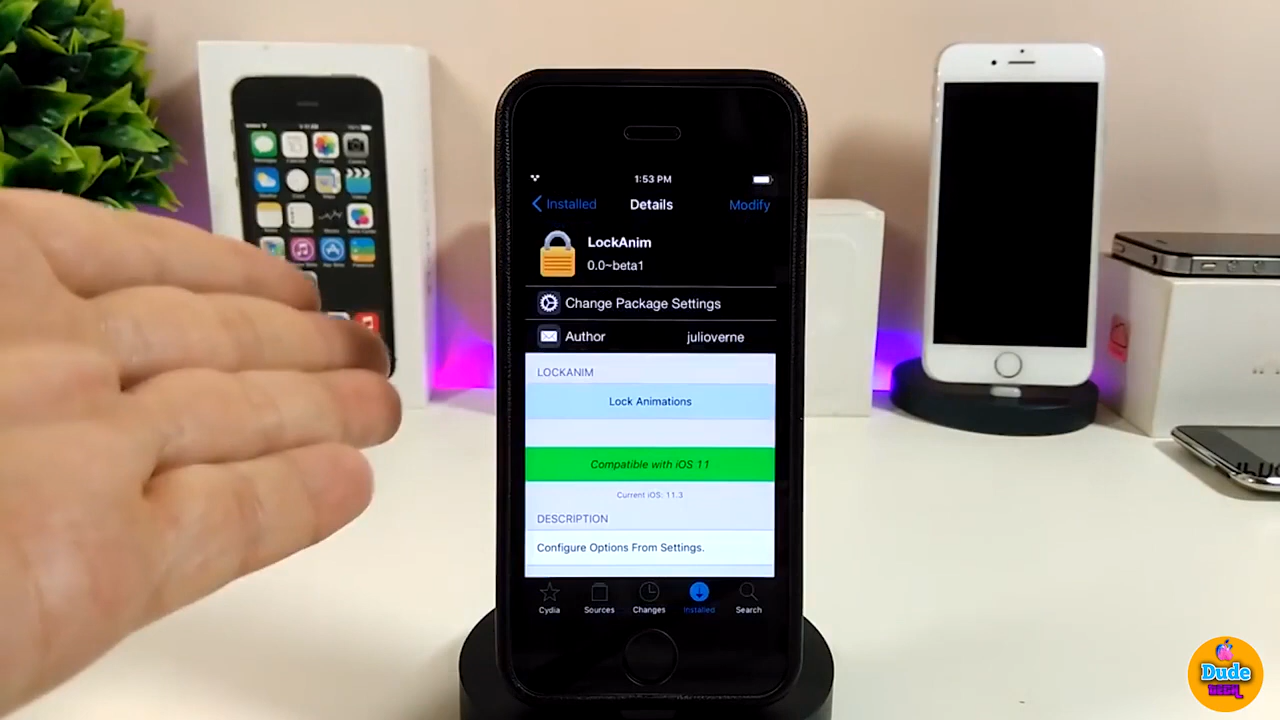 1:53 PM
Installed
Details
Modify
LockAnim
0.0~beta1
Change Package Settings
Author
julioverne
LOCKANIM
Lock Animations
Compatible with iOS 11
Current iOS: 11.3
DESCRIPTION
Configure Options From Settings.
Cydia
Sources
Changes
Installed
Search
Dude